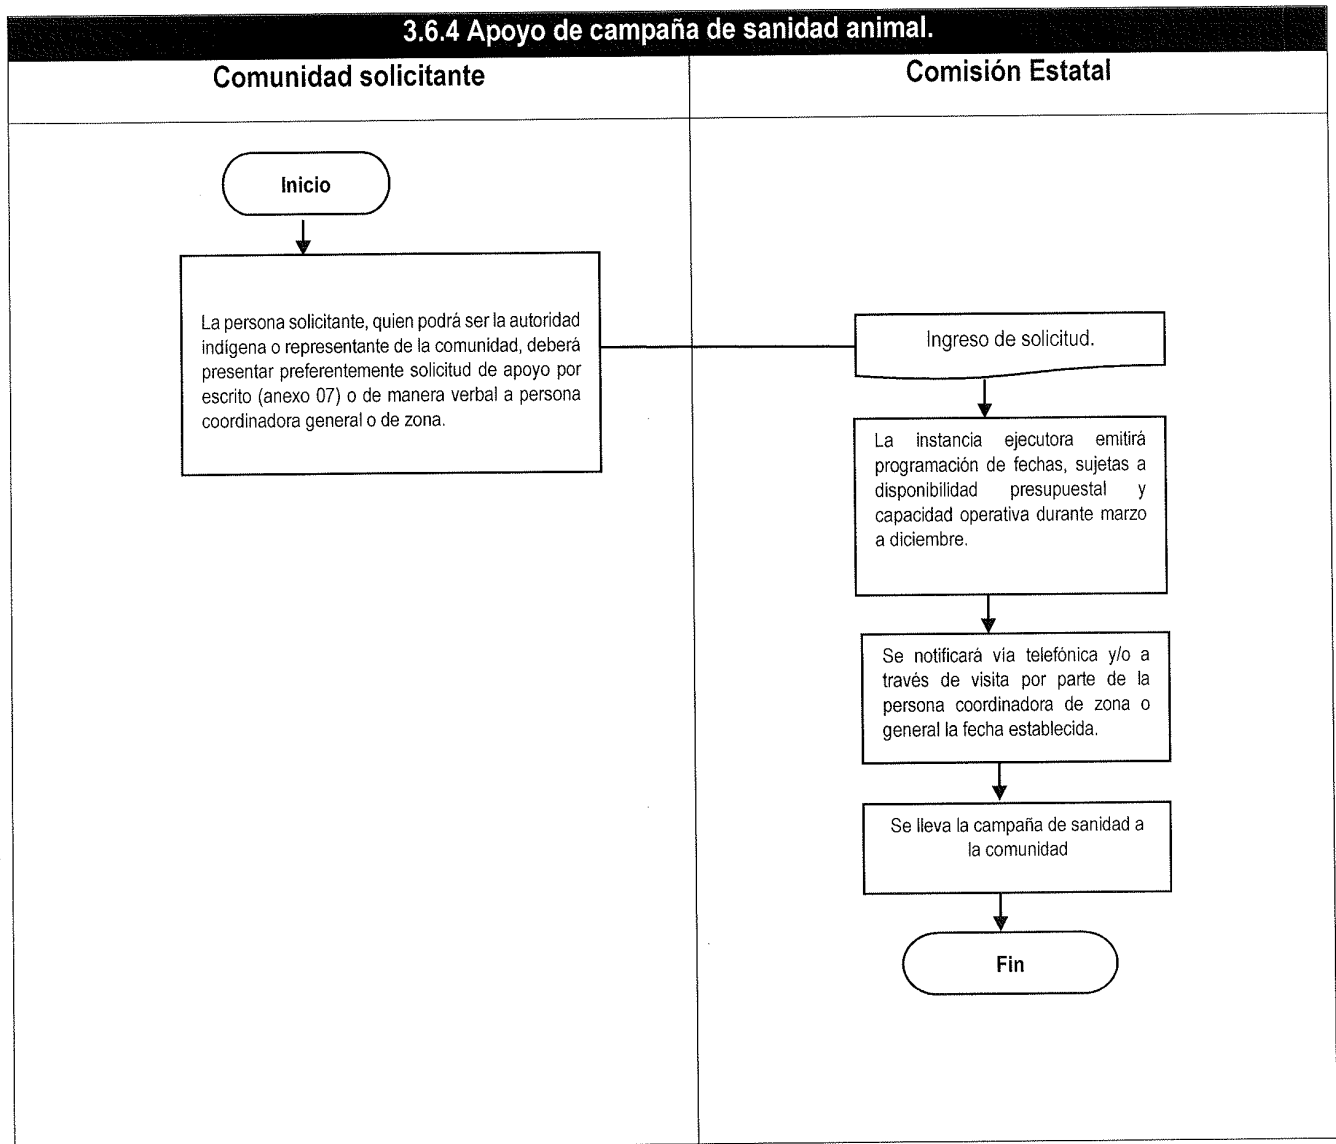 3.6.4 Apoyo de campaña de sanidad animal.
Comunidad solicitante
Comisión Estatal
Inicio
La persona solicitante, quien podrá ser la autoridad
indígena o representante de la comunidad, deberá
presentar preferentemente solicitud de apoyo por
escrito (anexo 07) o de manera verbal a persona
coordinadora general o de zona.
Ingreso de solicitud.
La instancia ejecutora emitirá
programación de fechas, sujetas a
disponibilidad presupuestal y
capacidad operativa durante marzo
a diciembre.
Se notificará vía telefónica y/o a
través de visita por parte de la
persona coordinadora de zona o
general la fecha establecida.
Se lleva la campaña de sanidad a
la comunidad
Fin